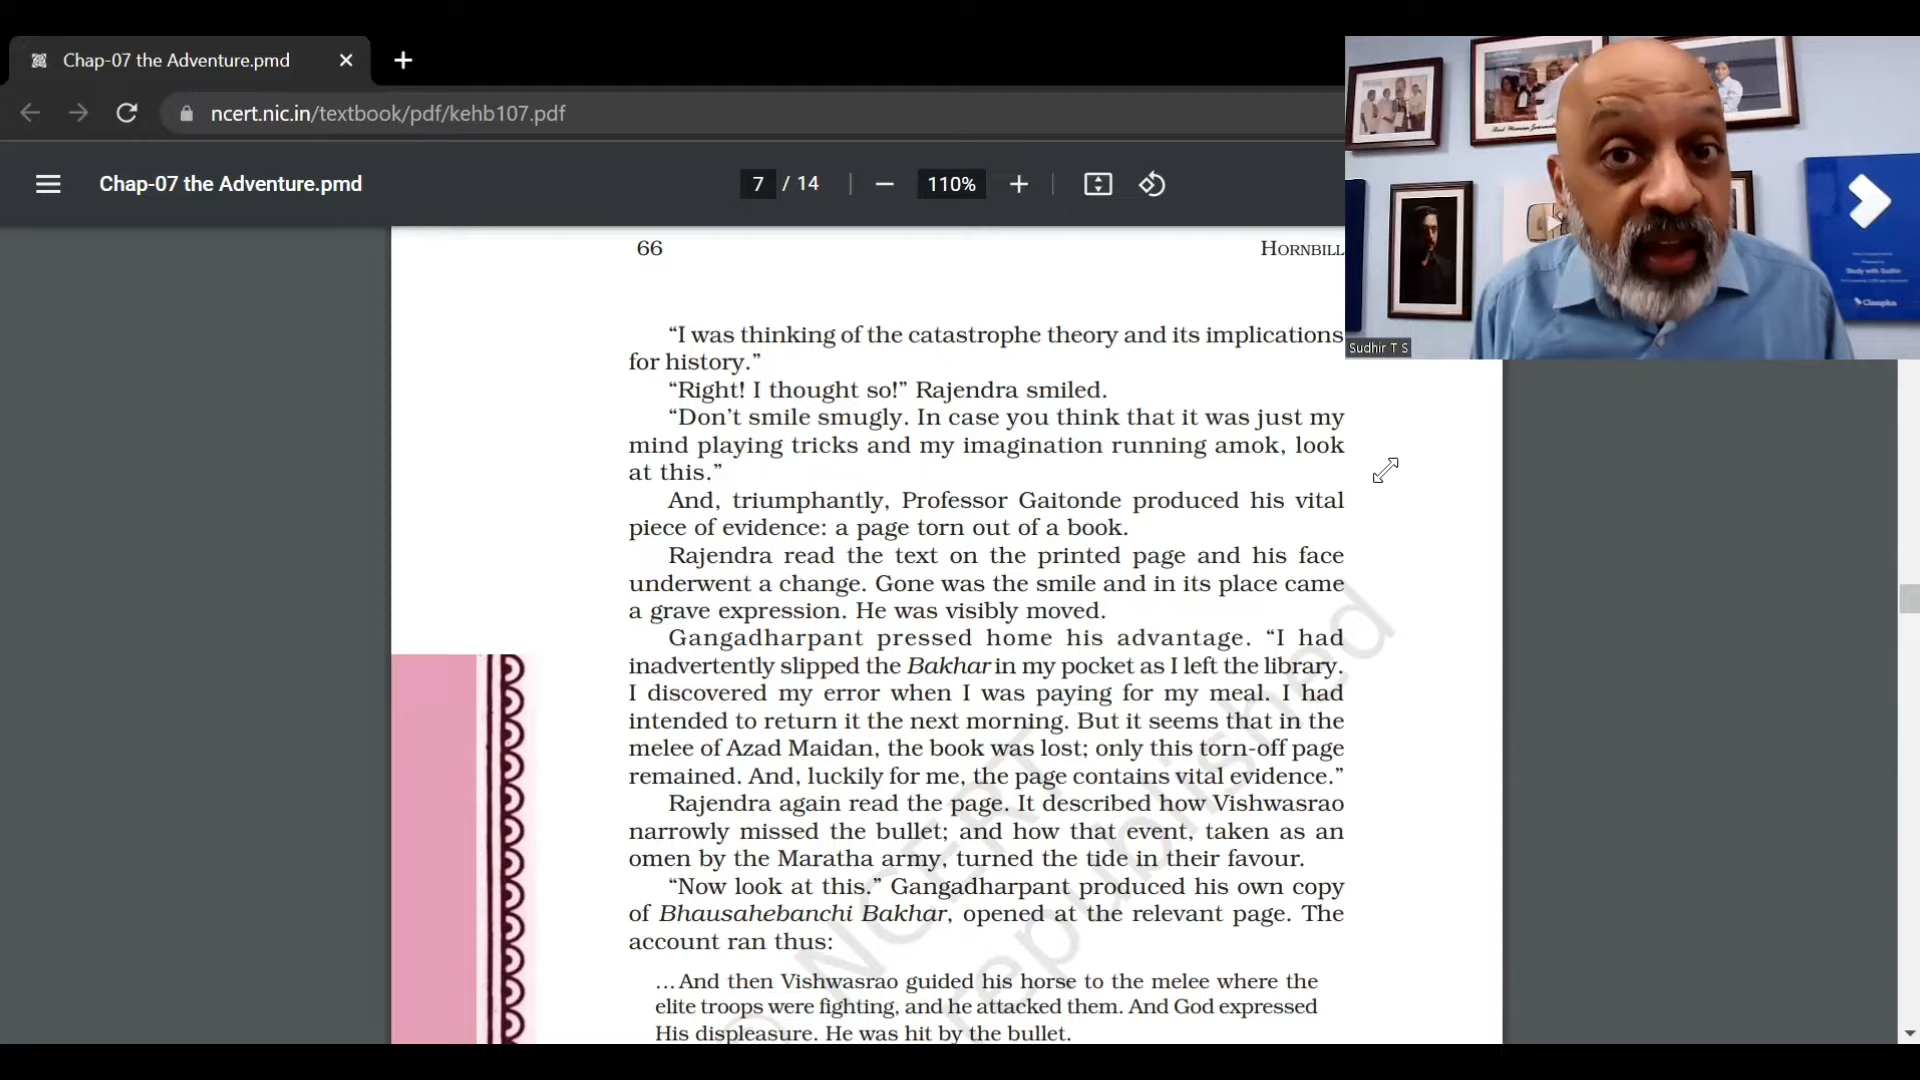 Chap-07 the Adventure.pmd
ncert.nic.in/textbook/pdf/kehb107.pdf
Chap-07 the Adventure.pmd
7 / 14
110%
66
HORNBILL
“I was thinking of the catastrophe theory and its implications
for history.”
“Right! I thought so!” Rajendra smiled.
“Don’t smile smugly. In case you think that it was just my
mind playing tricks and my imagination running amok, look
at this.”
And, triumphantly, Professor Gaitonde produced his vital
piece of evidence: a page torn out of a book.
Rajendra read the text on the printed page and his face
underwent a change. Gone was the smile and in its place came
a grave expression. He was visibly moved.
Gangadharpant pressed home his advantage. “I had
inadvertently slipped the Bakhar in my pocket as I left the library.
I discovered my error when I was paying for my meal. I had
intended to return it the next morning. But it seems that in the
melee of Azad Maidan, the book was lost; only this torn-off page
remained. And, luckily for me, the page contains vital evidence.”
Rajendra again read the page. It described how Vishwasrao
narrowly missed the bullet; and how that event, taken as an
omen by the Maratha army, turned the tide in their favour.
“Now look at this.” Gangadharpant produced his own copy
of Bhausahebanchi Bakhar, opened at the relevant page. The
account ran thus:
...And then Vishwasrao guided his horse to the melee where the
elite troops were fighting, and he attacked them. And God expressed
His displeasure. He was hit by the bullet.
© NCERT
republished
Sudhir T S
Study with Sudhir
Classplus